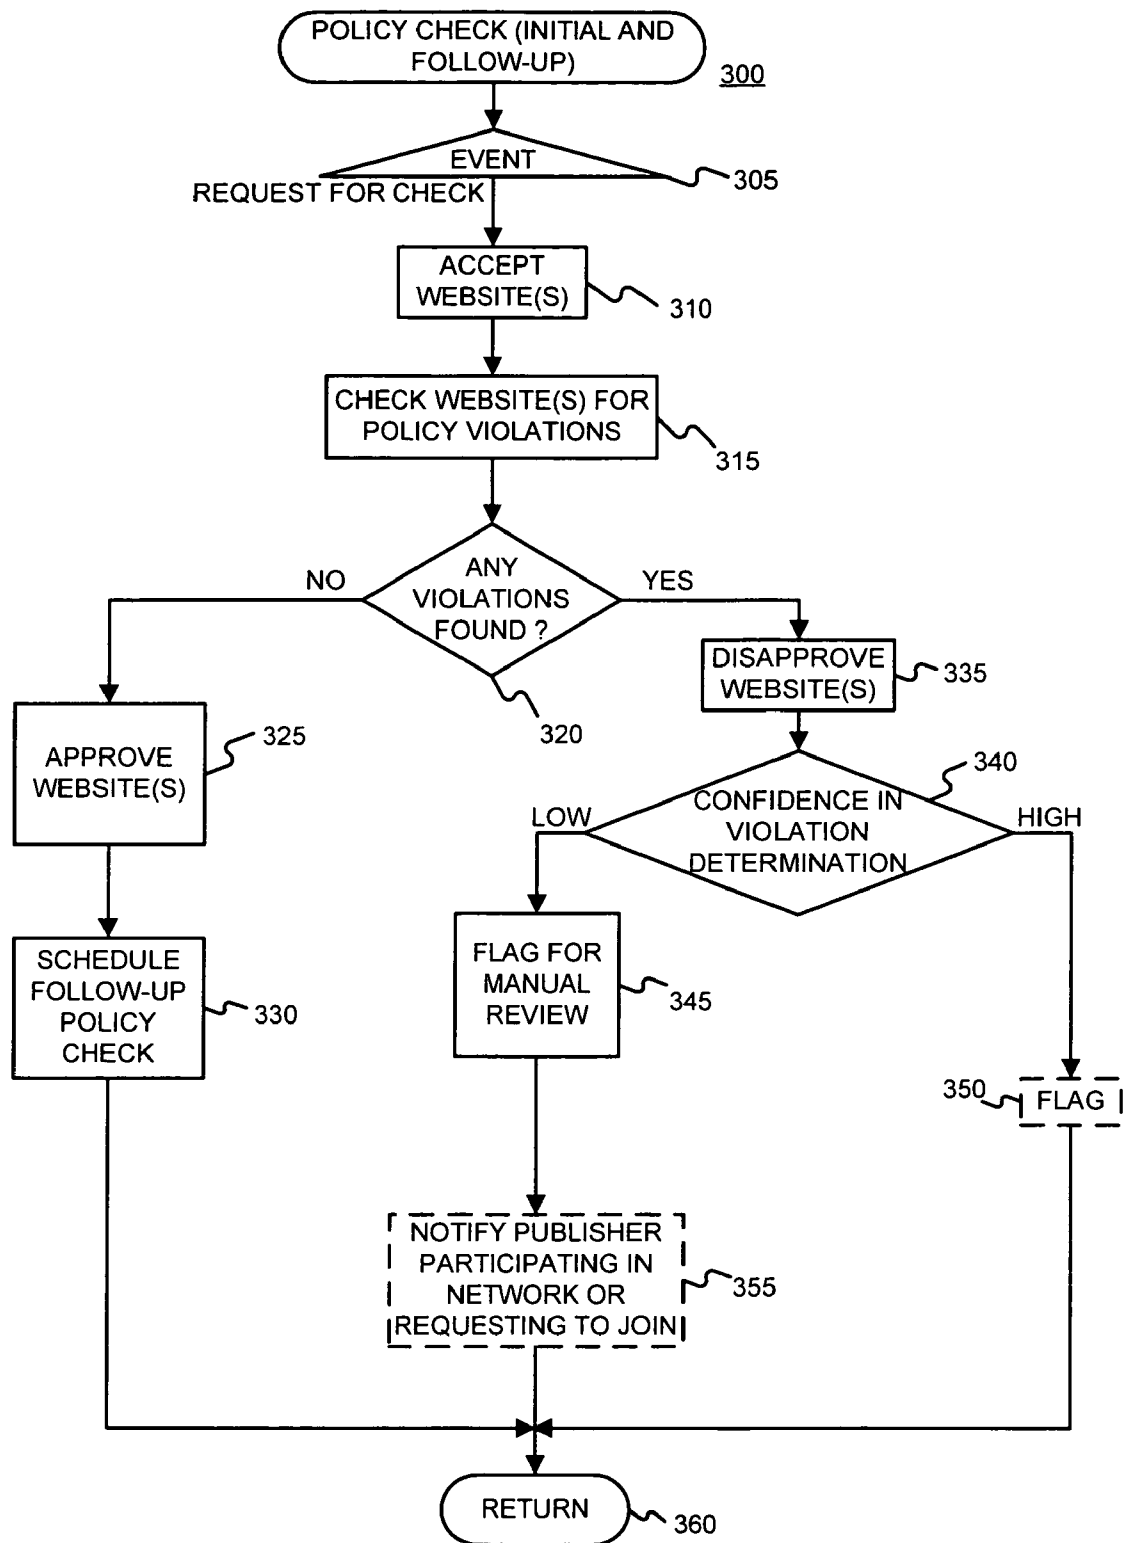 POLICY CHECK (INITIAL AND
FOLLOW-UP)
300
EVENT
305
REQUEST FOR CHECK
ACCEPT
WEBSITE(S)
310
CHECK WEBSITE(S) FOR
POLICY VIOLATIONS
315
ANY
VIOLATIONS
FOUND ?
NO
YES
320
DISAPPROVE
WEBSITE(S)
335
APPROVE
WEBSITE(S)
325
CONFIDENCE IN
VIOLATION
DETERMINATION
340
LOW
HIGH
SCHEDULE
FOLLOW-UP
POLICY
CHECK
330
FLAG FOR
MANUAL
REVIEW
345
350
FLAG
NOTIFY PUBLISHER
PARTICIPATING IN
NETWORK OR
REQUESTING TO JOIN
355
RETURN
360